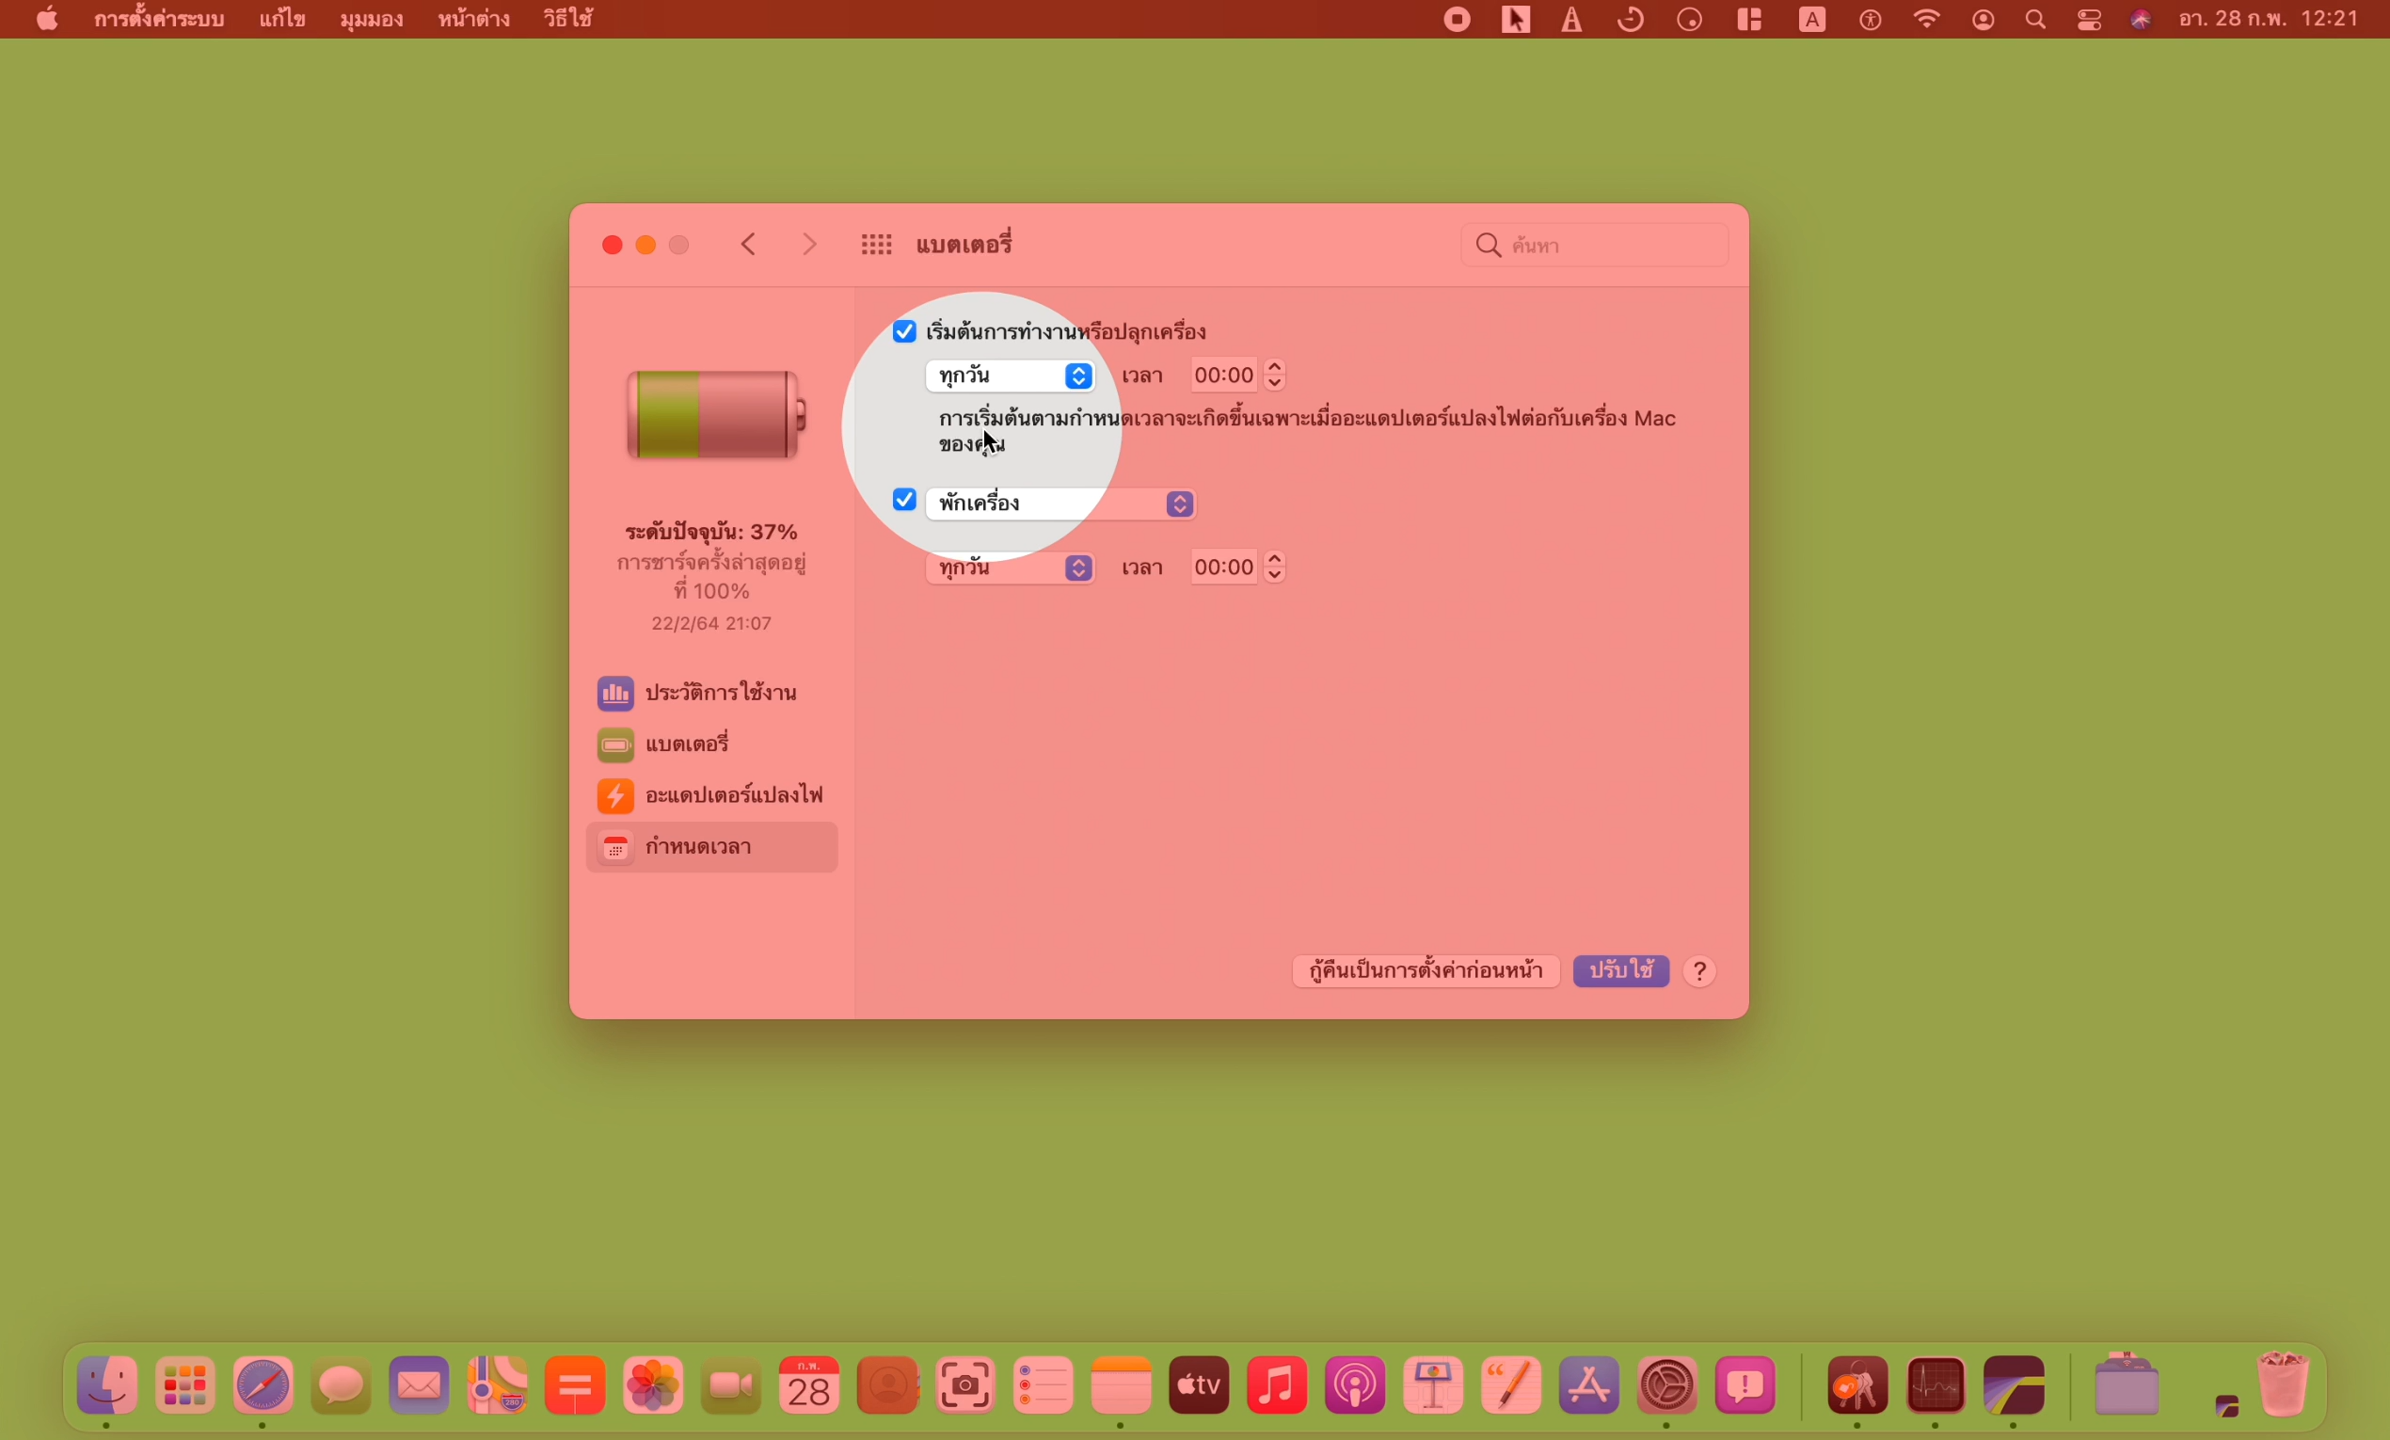 การตั้งค่าระบบ แก้ไข มุมมอง หน้าต่าง วิธีใช้ A อา. 28 ก.พ. 12:21
แบตเตอรี่
ค้นหา
เริ่มต้นการทำงานหรือปลุกเครื่อง
ทุกวัน เวลา 00:00
การเริ่มต้นตามกำหนดเวลาจะเกิดขึ้นเฉพาะเมื่ออะแดปเตอร์แปลงไฟต่อกับเครื่อง Mac
ของคุณ
พักเครื่อง
ทุกวัน เวลา 00:00
ระดับปัจจุบัน: 37%
การชาร์จครั้งล่าสุดอยู่
ที่ 100%
22/2/64 21:07
ประวัติการใช้งาน
แบตเตอรี่
อะแดปเตอร์แปลงไฟ
กำหนดเวลา
กู้คืนเป็นการตั้งค่าก่อนหน้า ปรับใช้ ?
280
ก.พ.
28
tv